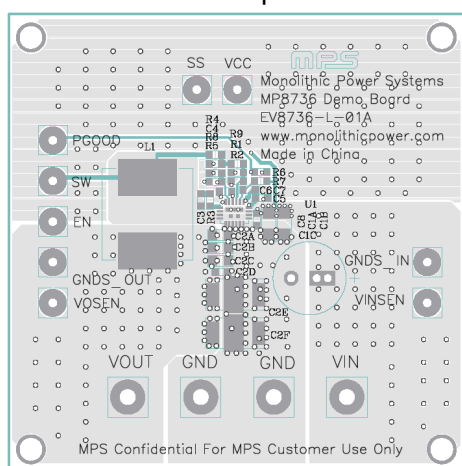 MPS
SS VCC
Monolithic Power Systems
MP8736 Demo Board
EV8736-L-01A
www.monolithicpower.com
Made in China
R4
C4
R8
R5
R9
R1
R2
PGOOD
L1
SW
R6
R7
C6 C7
C5
EN
C3
R3
U1
C8
C1A
C1B
C1C
C2A
C2B
C2C
C2D
GNDS_OUT
GNDS_IN
VOSEN
VINSEN
+
C2E
C2F
VOUT GND GND VIN
MPS Confidential For MPS Customer Use Only